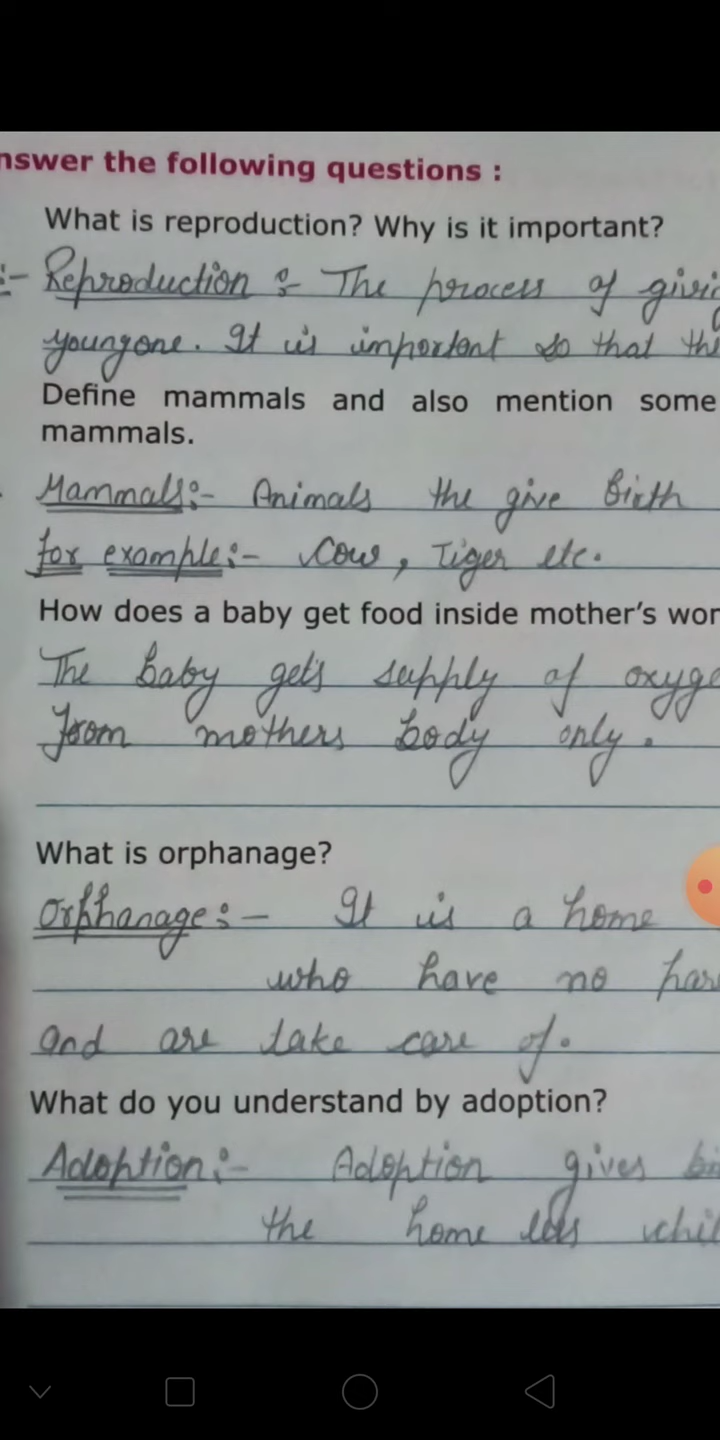 nswer the following questions :
What is reproduction? Why is it important?
:- Reproduction :- The process of givi
youngone. It is important so that the
Define mammals and also mention some
mammals.
Mammals:- Animals the give Birth
for example:- Cow, Tiger etc.
How does a baby get food inside mother's wor
The baby gets supply of oxyge
from mothers body only.
What is orphanage?
Orphanage:- It is a home
who have no par
and are take care of.
What do you understand by adoption?
Adoption:- Adoption gives
the home less chil